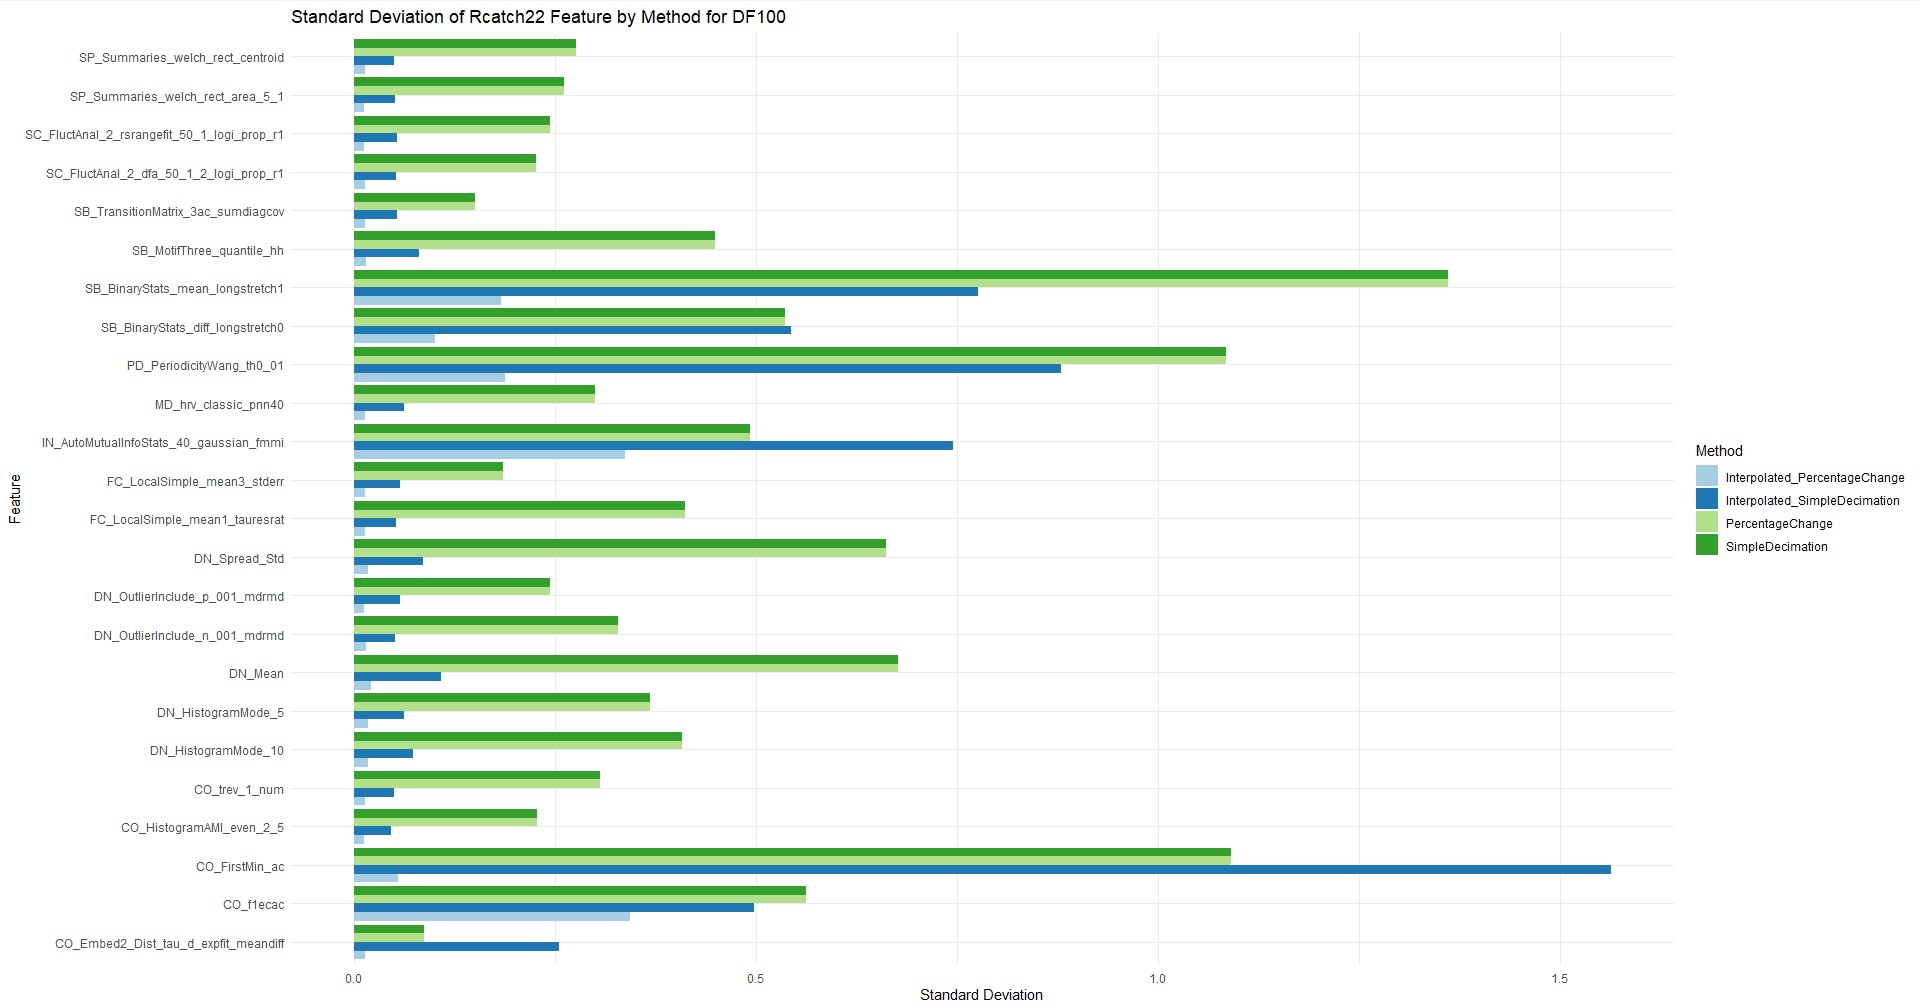 Standard Deviation of Rcatch22 Feature by Method for DF100
SP_Summaries_welch_rect_centroid
SP_Summaries_welch_rect_area_5_1
SC_FluctAnal_2_rsrangefit_50_1_logi_prop_r1
SC_FluctAnal_2_dfa_50_1_2_logi_prop_r1
SB_TransitionMatrix_3ac_sumdiagcov
SB_MotifThree_quantile_hh
SB_BinaryStats_mean_longstretch1
SB_BinaryStats_diff_longstretch0
PD_PeriodicityWang_th0_01
MD_hrv_classic_pnn40
IN_AutoMutualInfoStats_40_gaussian_fmmi
FC_LocalSimple_mean3_stderr
FC_LocalSimple_mean1_tauresrat
DN_Spread_Std
DN_OutlierInclude_p_001_mdrmd
DN_OutlierInclude_n_001_mdrmd
DN_Mean
DN_HistogramMode_5
DN_HistogramMode_10
CO_trev_1_num
CO_HistogramAMI_even_2_5
CO_FirstMin_ac
CO_f1ecac
CO_Embed2_Dist_tau_d_expfit_meandiff
Feature
0.0 0.5 1.0 1.5
Standard Deviation
Method
Interpolated_PercentageChange
Interpolated_SimpleDecimation
PercentageChange
SimpleDecimation